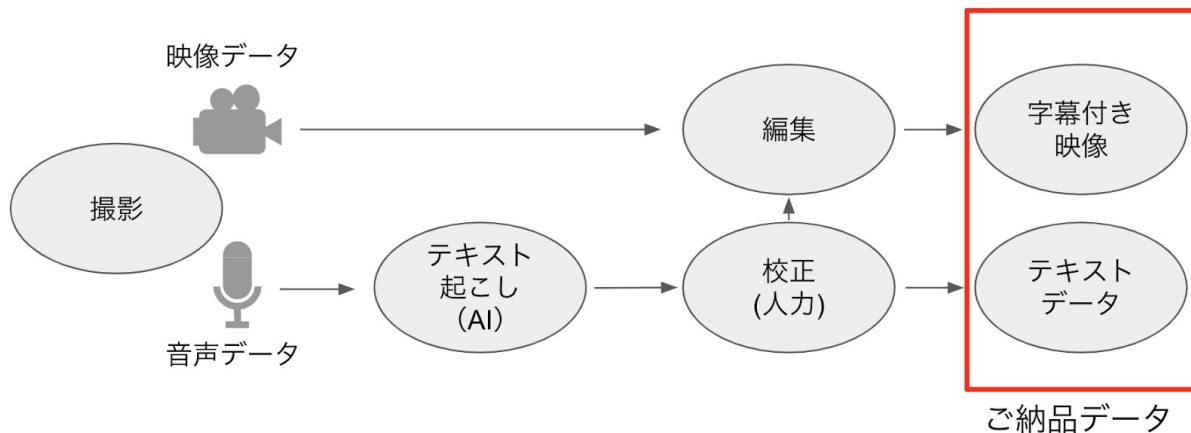 映像データ
撮影
音声データ
テキスト
起こし
（AI）
編集
校正
(人力)
字幕付き
映像
テキスト
データ
ご納品データ